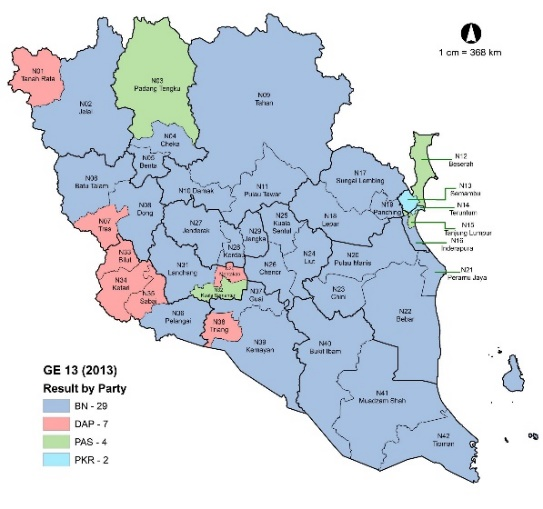 1 cm = 368 km
N01
Tanah Rata
N02
Jelai
N03
Padang Tengku
N04
Cheka
N05
Benta
N06
Batu Talam
N07
Tras
N08
Dong
N09
Tahan
N10 Damak
N11
Pulau Tawar
N12
Beserah
N13
Semambu
N14
Teruntum
N15
Tanjung Lumpur
N16
Inderapura
N17
Sungai Lembing
N18
Lepar
N19
Panching
N20
Pulau Manis
N21
Peramu Jaya
N22
Bebar
N23
Chini
N24
Luit
N25
Kuala
Sentul
N26
Chenor
N27
Jenderak
N28
Kerdau
N29
Jengka
N31
Lanchang
N33
Bilut
N34
Ketari
N35
Sabai
N36
Pelangai
N37
Guai
N38
Triang
N39
Kemayan
N40
Bukit Ibam
N41
Muadzam Shah
N42
Tioman
GE 13 (2013)
Result by Party
BN - 29
DAP - 7
PAS - 4
PKR - 2